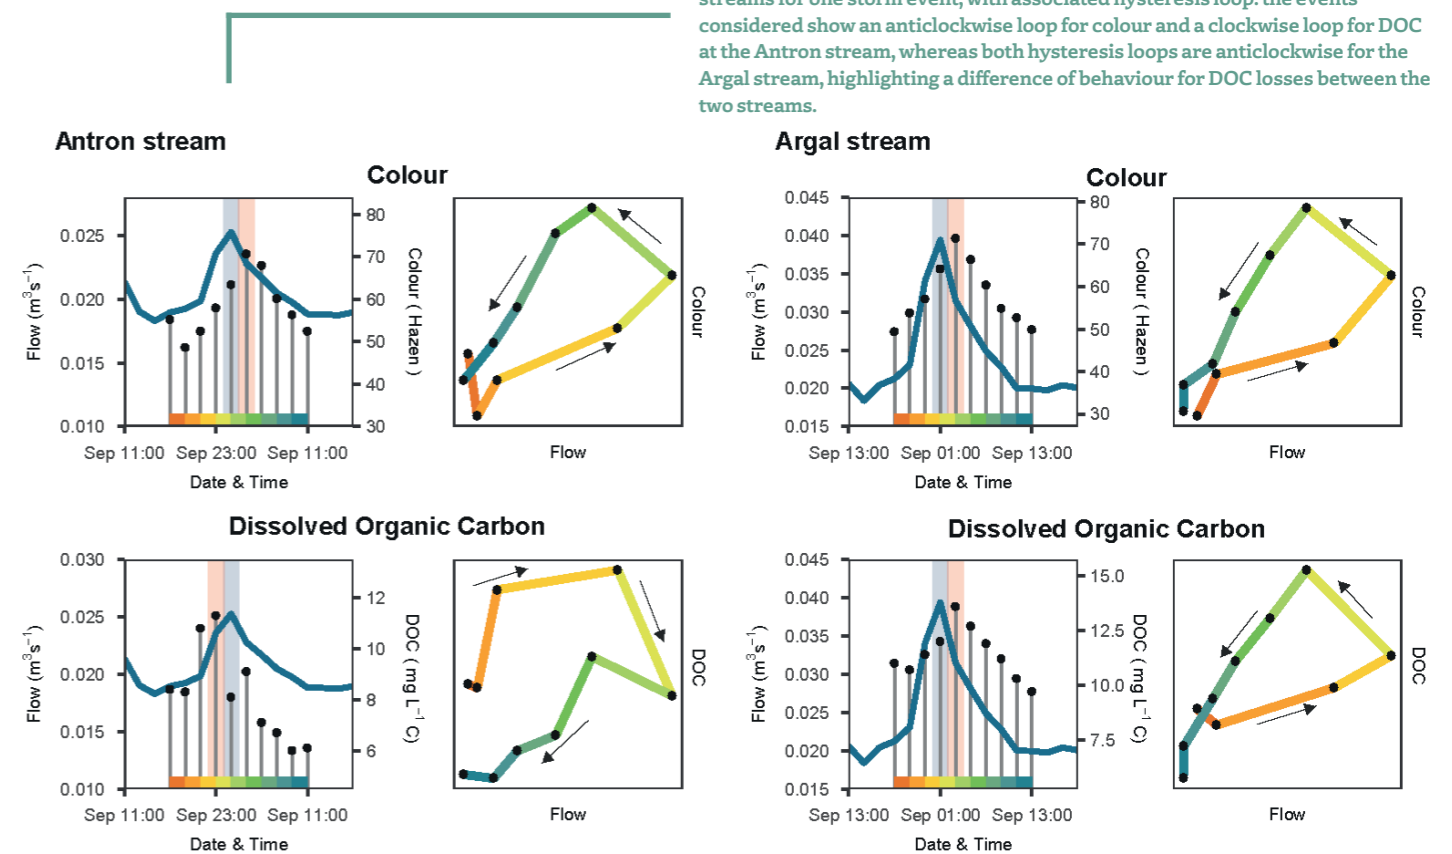 streams for one storm event, with associated hysteresis loop: the events
considered show an anticlockwise loop for colour and a clockwise loop for DOC
at the Antron stream, whereas both hysteresis loops are anticlockwise for the
Argal stream, highlighting a difference of behaviour for DOC losses between the
two streams.
Antron stream
Colour
0.025
0.020
0.015
0.010
Flow (m³s⁻¹)
80
70
60
50
40
30
Colour ( Hazen )
Sep 11:00 Sep 23:00 Sep 11:00
Date & Time
Colour
Flow
Argal stream
Colour
0.045
0.040
0.035
0.030
0.025
0.020
0.015
Flow (m³s⁻¹)
80
70
60
50
40
30
Colour ( Hazen )
Sep 13:00 Sep 01:00 Sep 13:00
Date & Time
Colour
Flow
Dissolved Organic Carbon
0.030
0.025
0.020
0.015
0.010
Flow (m³s⁻¹)
12
10
8
6
DOC ( mg L⁻¹ C)
Sep 11:00 Sep 23:00 Sep 11:00
Date & Time
DOC
Flow
Dissolved Organic Carbon
0.045
0.040
0.035
0.030
0.025
0.020
0.015
Flow (m³s⁻¹)
15.0
12.5
10.0
7.5
DOC ( mg L⁻¹ C)
Sep 13:00 Sep 01:00 Sep 13:00
Date & Time
DOC
Flow